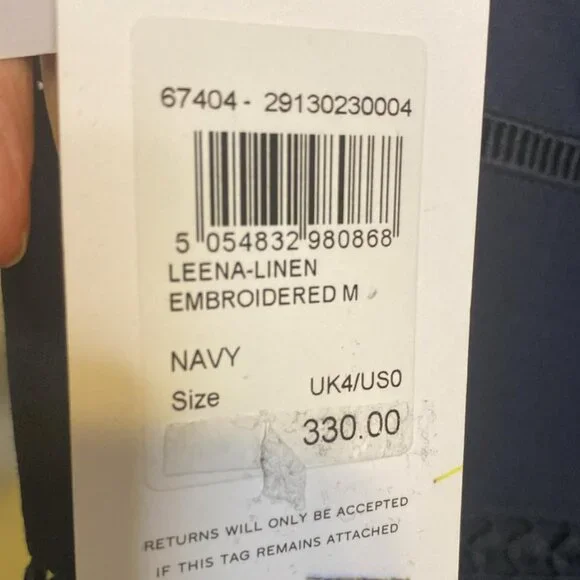 67404 - 29130230004
5 054832 980868
LEENA-LINEN
EMBROIDERED M
NAVY
Size UK4/US0
330.00
RETURNS WILL ONLY BE ACCEPTED
IF THIS TAG REMAINS ATTACHED